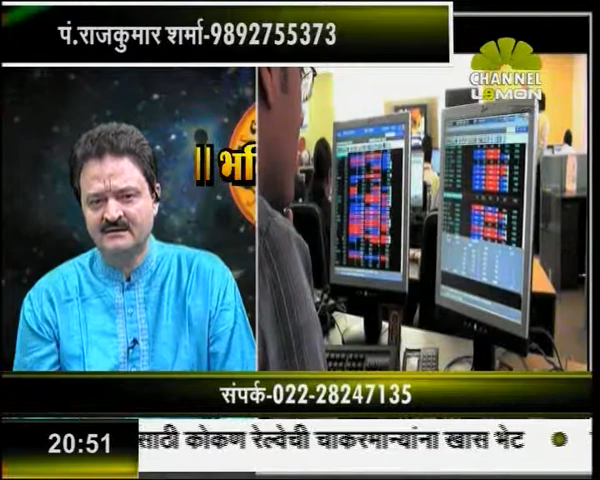 पं.राजकुमार शर्मा-9892755373
CHANNEL
LEMON
संपर्क-022-28247135
20:51
साठी कोकण रेल्वेची चाकरमान्यांना खास भेट